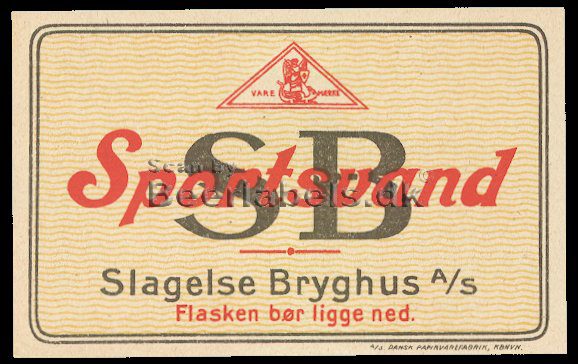 VARE MÆRKE
SB
Sportsvand
Scan by
Beerlabels.dk
Slagelse Bryghus A/S
Flasken bør ligge ned.
A/S DANSK PAPIRVAREFABRIK, KBHVN.